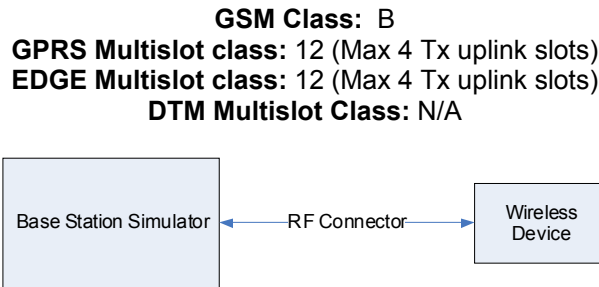 GSM Class: B
GPRS Multislot class: 12 (Max 4 Tx uplink slots)
EDGE Multislot class: 12 (Max 4 Tx uplink slots)
DTM Multislot Class: N/A
Base Station Simulator
RF Connector
Wireless
Device